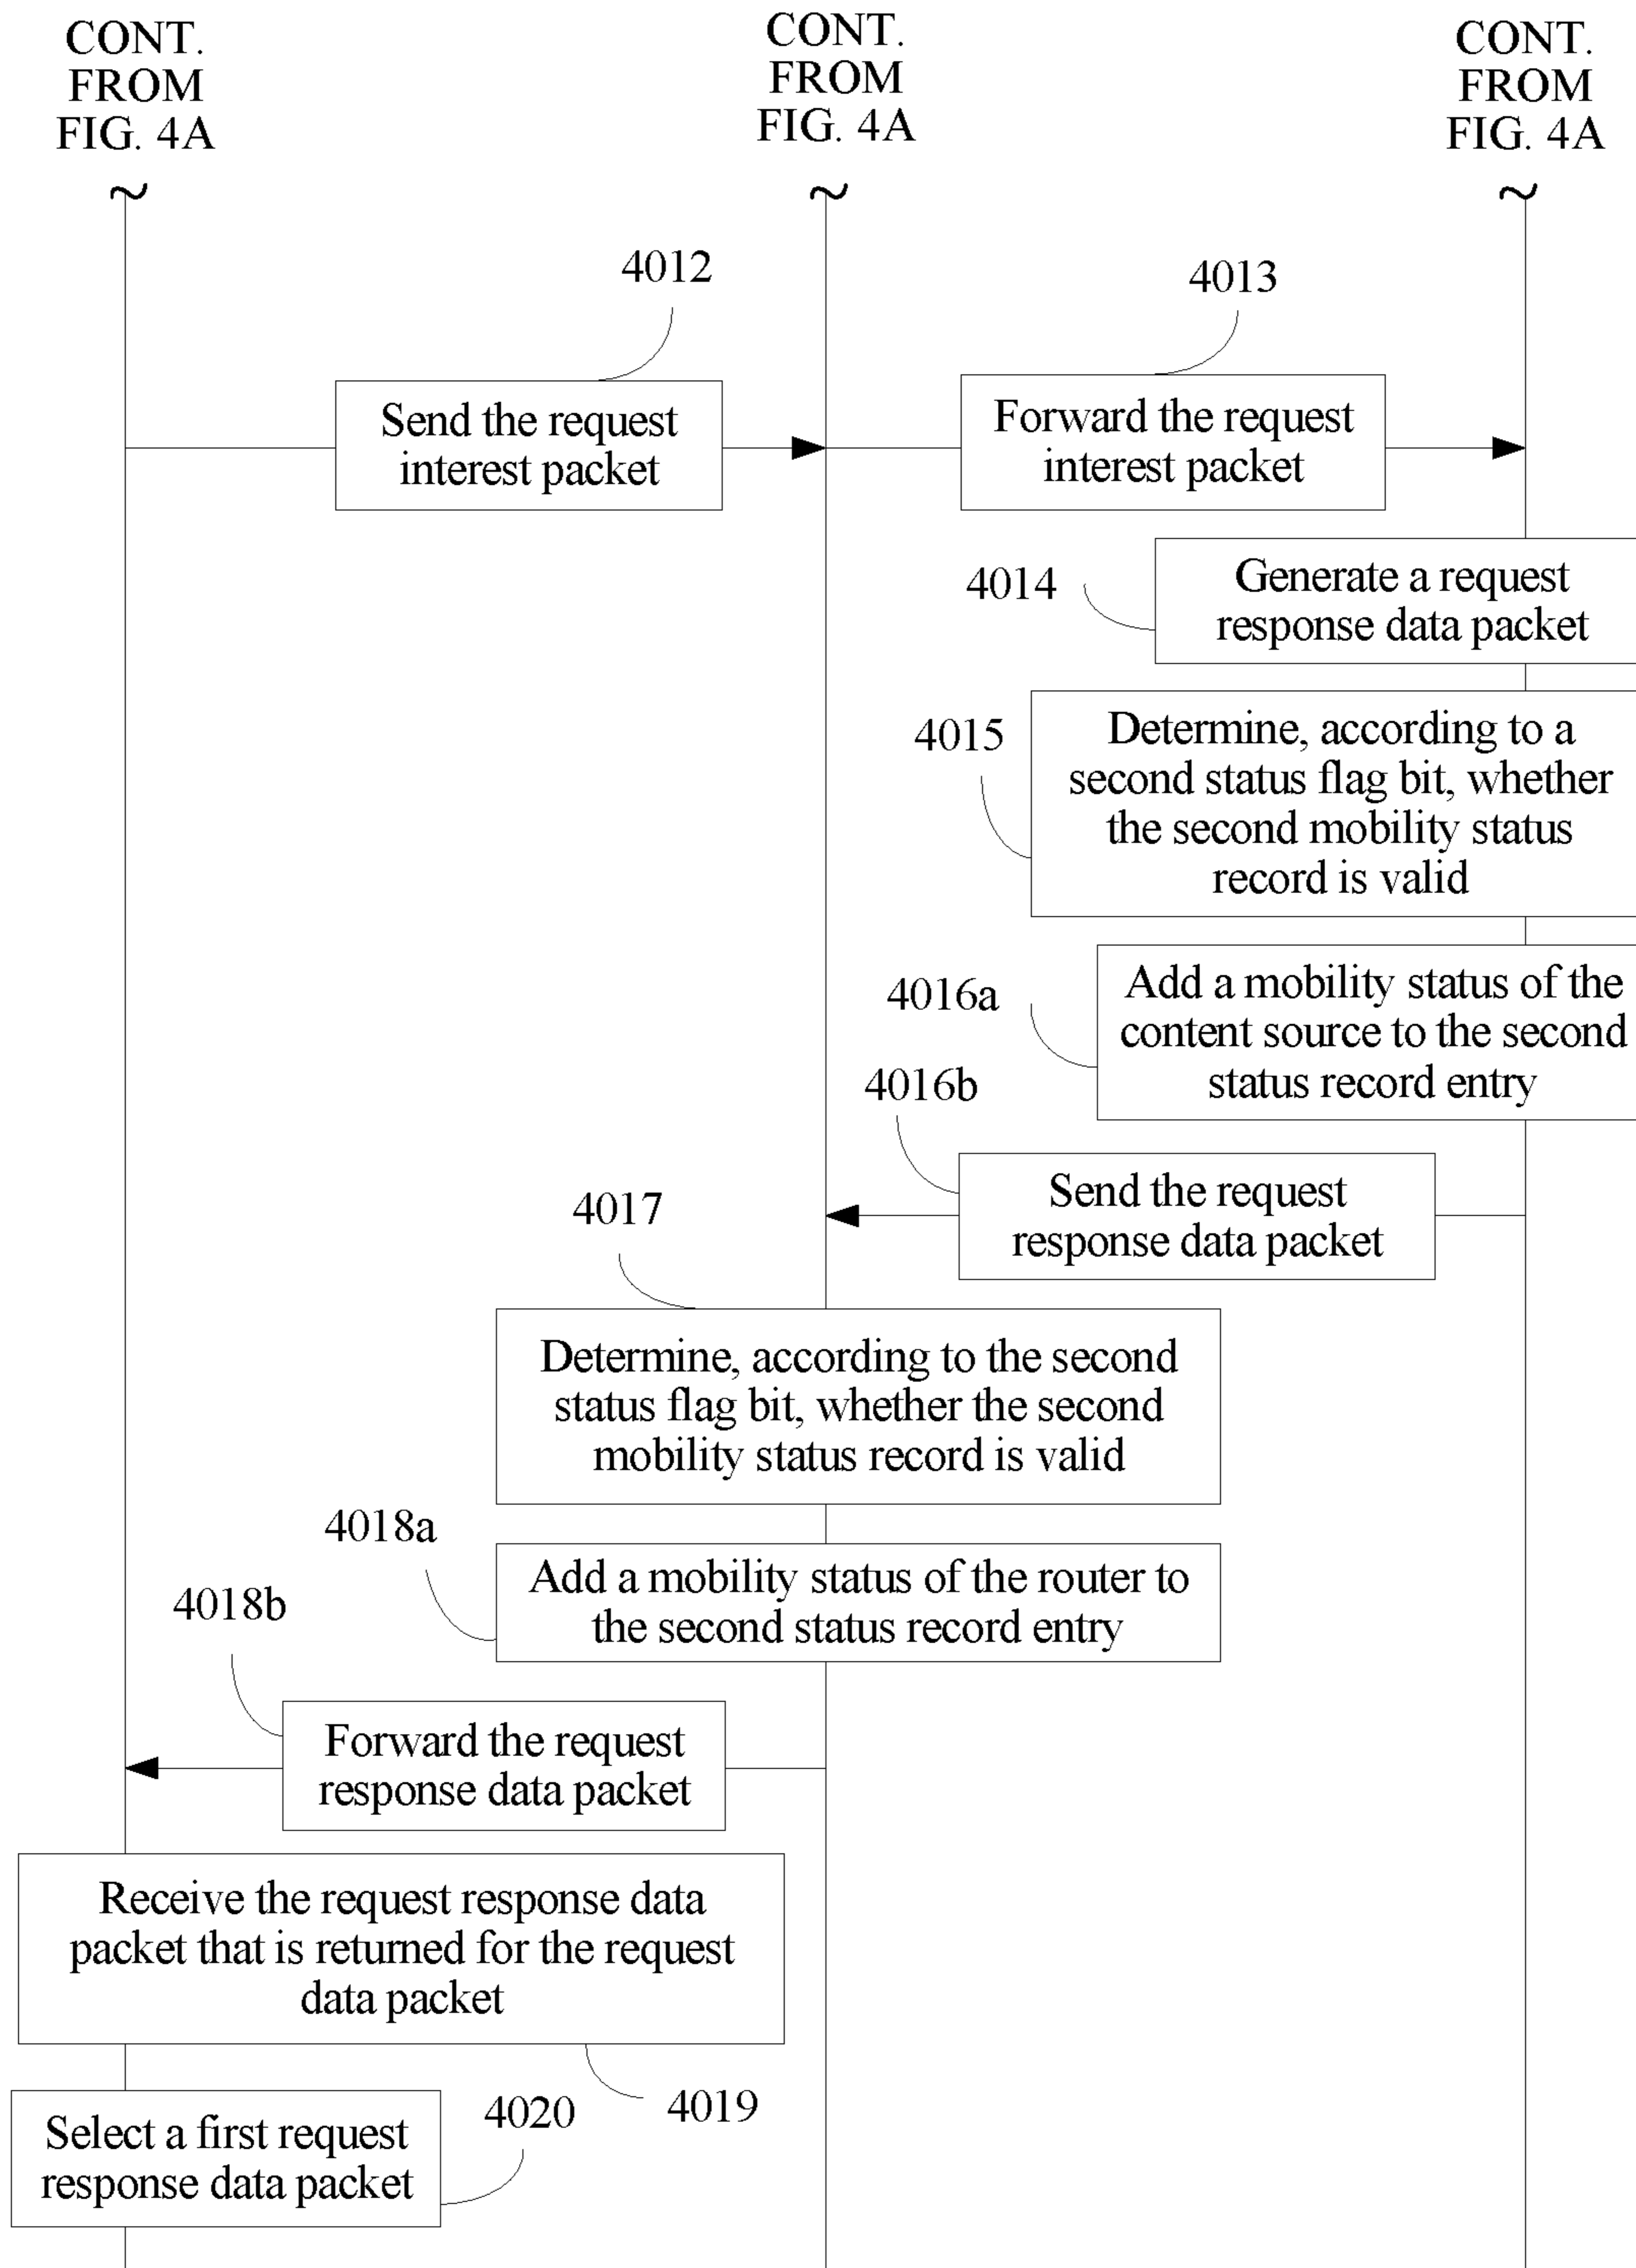 CONT.
FROM
FIG. 4A
CONT.
FROM
FIG. 4A
CONT.
FROM
FIG. 4A
4012
4013
Send the request
interest packet
Forward the request
interest packet
4014
Generate a request
response data packet
4015
Determine, according to a
second status flag bit, whether
the second mobility status
record is valid
4016a
Add a mobility status of the
content source to the second
status record entry
4016b
Send the request
response data packet
4017
Determine, according to the second
status flag bit, whether the second
mobility status record is valid
4018a
Add a mobility status of the router to
the second status record entry
4018b
Forward the request
response data packet
Receive the request response data
packet that is returned for the request
data packet
4019
4020
Select a first request
response data packet